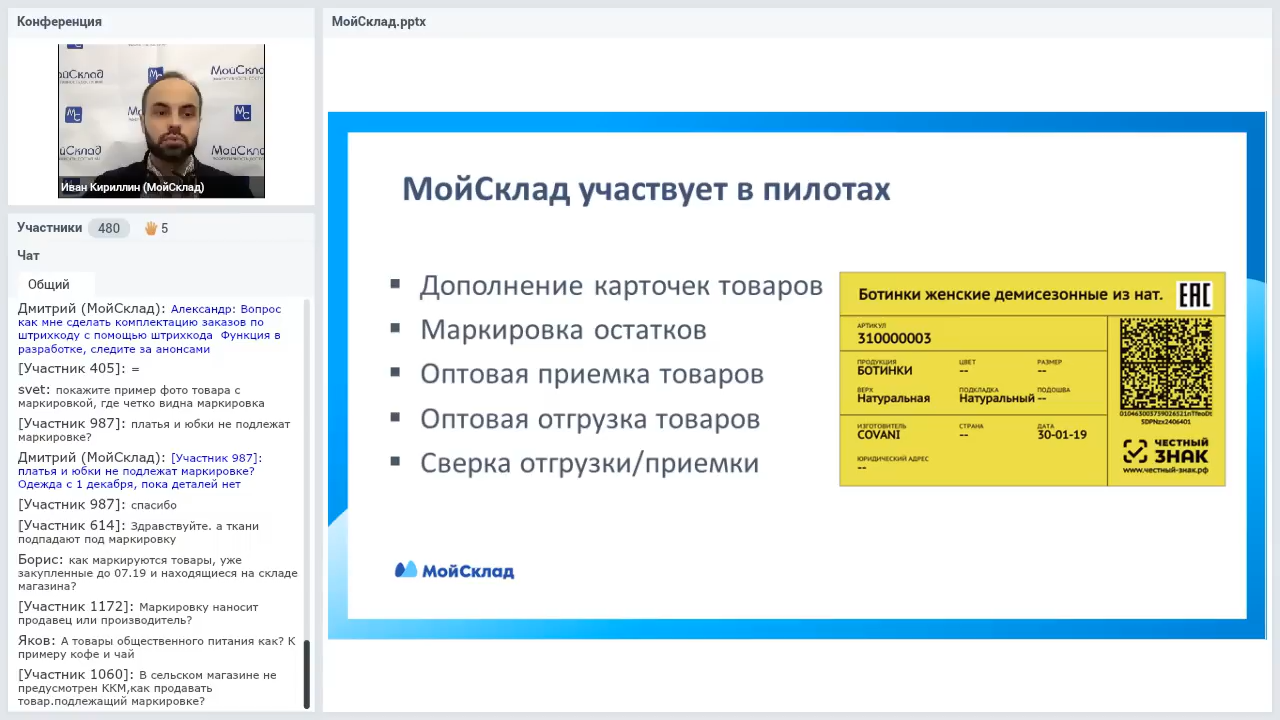 Конференция
МойСклад
МойСклад
Иван Кириллин (МойСклад)
Участники 480 5
Чат
Общий
Дмитрий (МойСклад): Александр: Вопрос
как мне сделать комплектацию заказов по
штрихкоду с помощью штрихкода Функция в
разработке, следите за анонсами
[Участник 405]: =
svet: покажите пример фото товара с
маркировкой, где четко видна маркировка
[Участник 987]: платья и юбки не подлежат
маркировке?
Дмитрий (МойСклад): [Участник 987]:
платья и юбки не подлежат маркировке?
Одежда с 1 декабря, пока деталей нет
[Участник 987]: спасибо
[Участник 614]: Здравствуйте. а ткани
подпадают под маркировку
Борис: как маркируются товары, уже
закупленные до 07.19 и находящиеся на складе
магазина?
[Участник 1172]: Маркировку наносит
продавец или производитель?
Яков: А товары общественного питания как? К
примеру кофе и чай
[Участник 1060]: В сельском магазине не
предусмотрен ККМ,как продавать
товар.подлежащий маркировке?
МойСклад.pptx
МойСклад участвует в пилотах
Дополнение карточек товаров
Маркировка остатков
Оптовая приемка товаров
Оптовая отгрузка товаров
Сверка отгрузки/приемки
МойСклад
Ботинки женские демисезонные из нат.
EAC
АРТИКУЛ
310000003
ПРОДУКЦИЯ ЦВЕТ РАЗМЕР
БОТИНКИ -- --
ВЕРХ ПОДКЛАДКА ПОДОШВА
Натуральная Натуральный --
ИЗГОТОВИТЕЛЬ СТРАНА ДАТА
COVANI -- 30-01-19
ЮРИДИЧЕСКИЙ АДРЕС
--
ЧЕСТНЫЙ
ЗНАК
www.честный-знак.рф